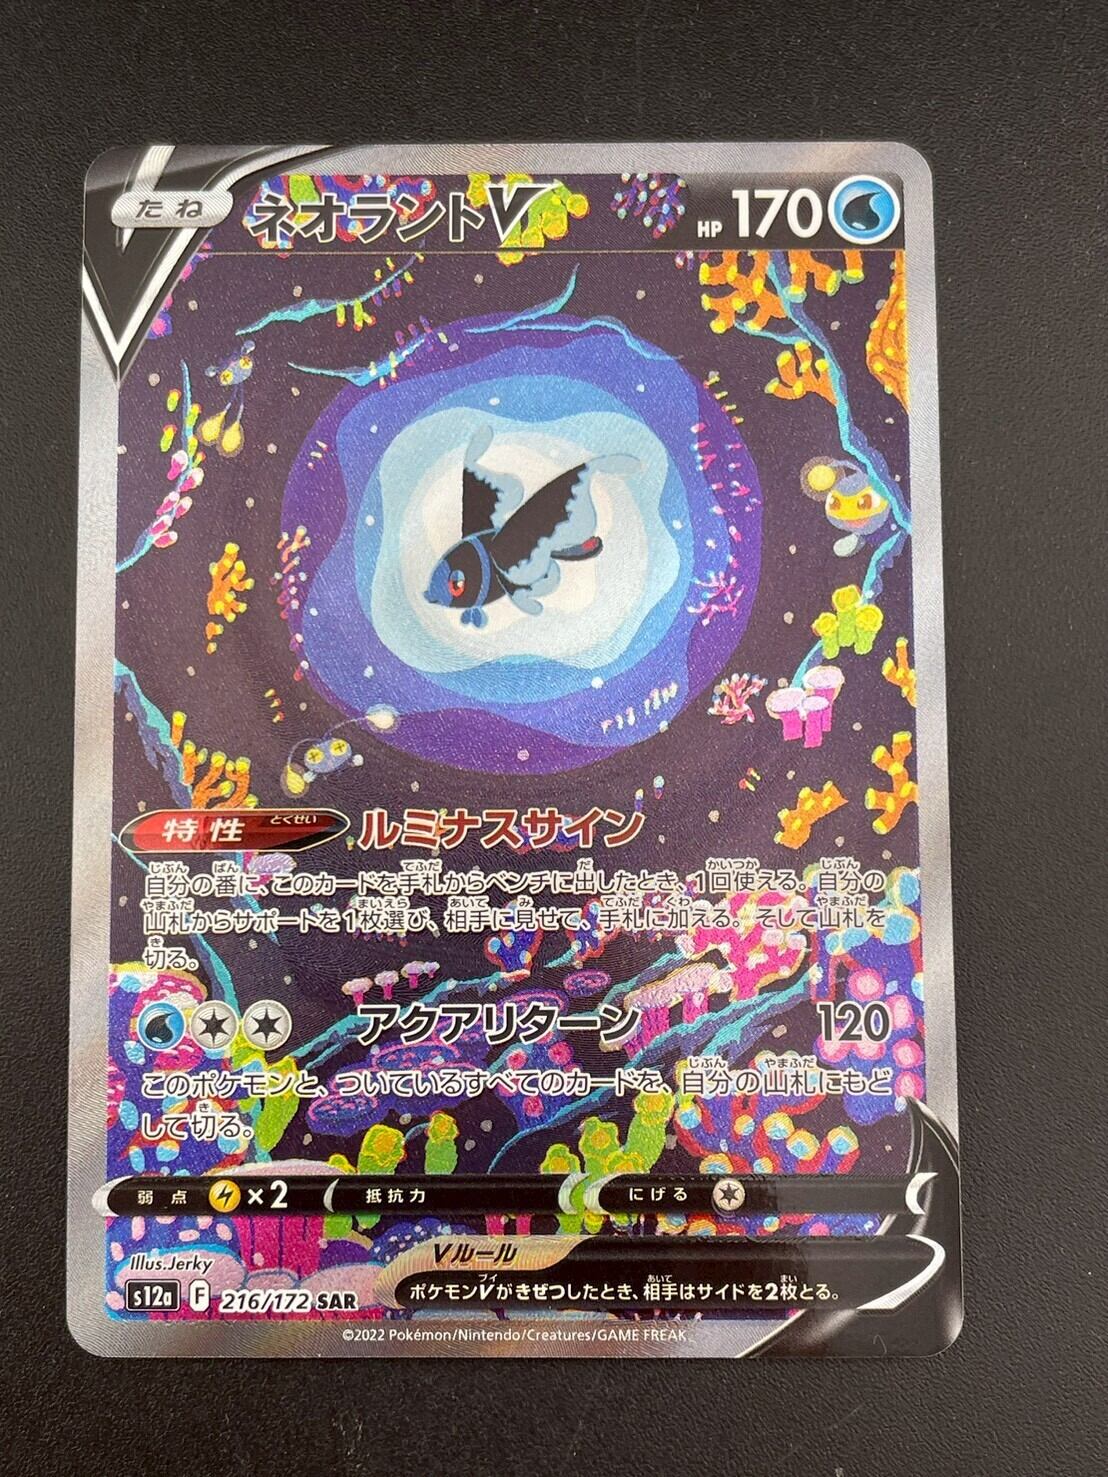 たね ネオラントV HP 170
特性 とくせい ルミナスサイン
自分の番に、このカードを手札からベンチに出したとき、1回使える。自分の
山札からサポートを1枚選び、相手に見せて、手札に加える。そして山札を
切る。
アクアリターン 120
このポケモンと、ついているすべてのカードを、自分の山札にもど
して切る。
弱点 ×2 抵抗力 にげる
Illus.Jerky
Vルール
ポケモンVがきぜつしたとき、相手はサイドを2枚とる。
s12a F 216/172 SAR
©2022 Pokémon/Nintendo/Creatures/GAME FREAK.